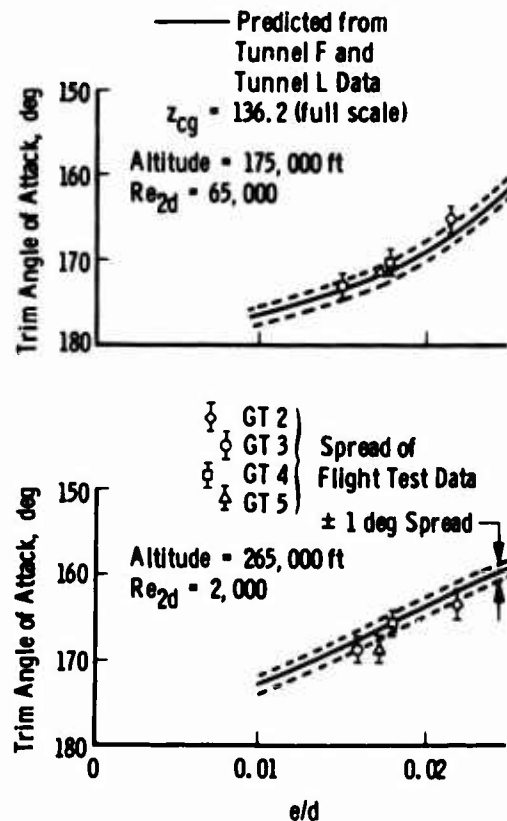 Predicted from
Tunnel F and
Tunnel L Data
z_cg = 136.2 (full scale)
Altitude = 175,000 ft
Re_2d = 65,000
Trim Angle of Attack, deg
150
160
170
180
GT 2
GT 3
GT 4
GT 5
Spread of
Flight Test Data
± 1 deg Spread
Altitude = 265,000 ft
Re_2d = 2,000
Trim Angle of Attack, deg
150
160
170
180
0
0.01
0.02
e/d